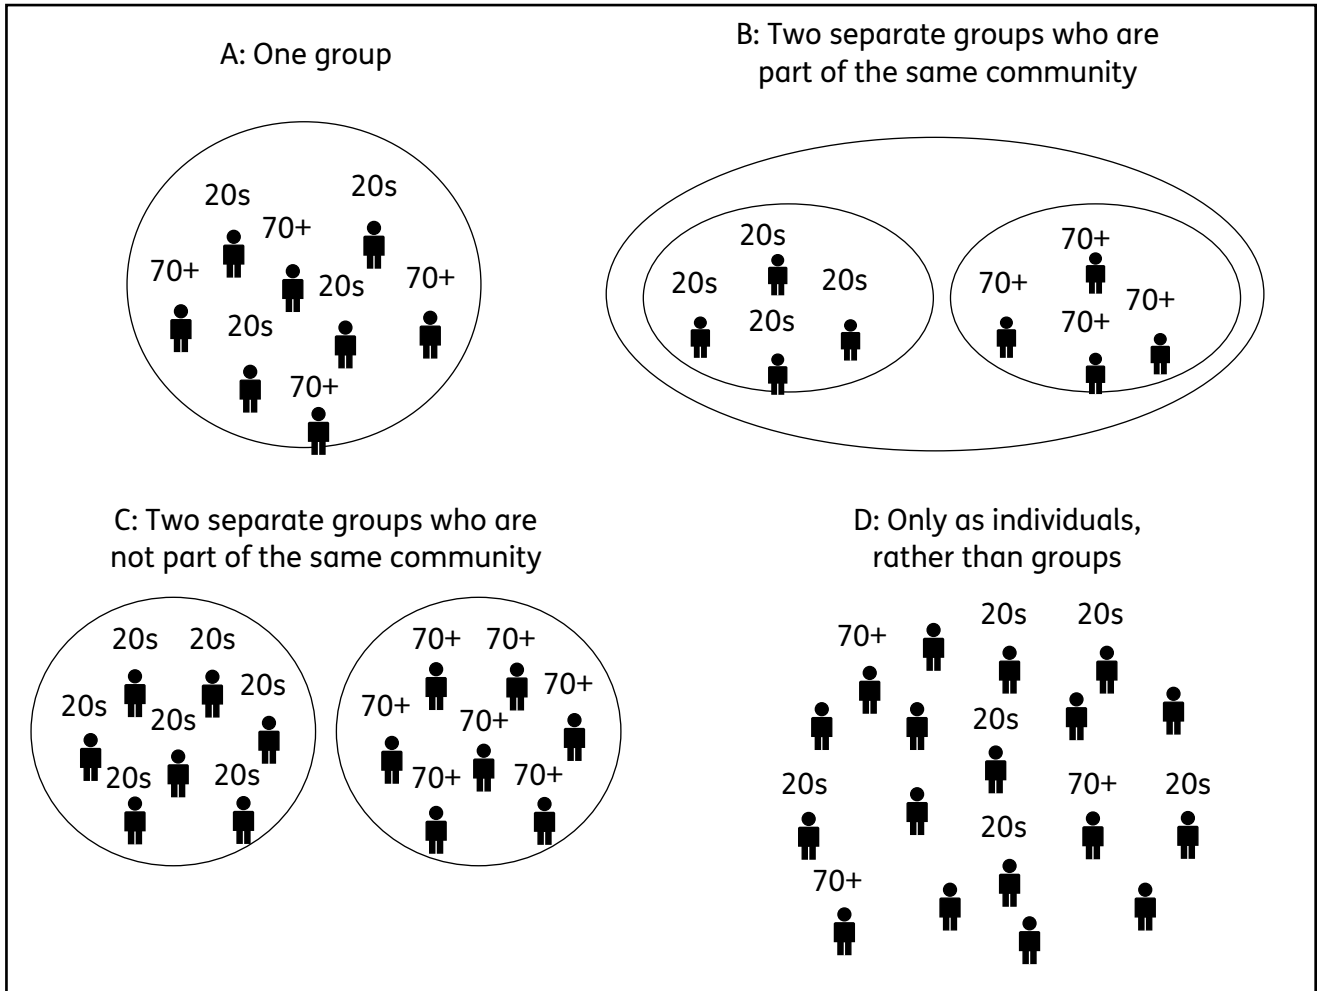 A: One group
20s
20s
70+
70+
20s
70+
20s
70+
B: Two separate groups who are
part of the same community
20s
20s
20s
20s
70+
70+
70+
70+
C: Two separate groups who are
not part of the same community
20s
20s
20s
20s
20s
20s
20s
70+
70+
70+
70+
70+
70+
70+
D: Only as individuals,
rather than groups
20s
20s
70+
20s
20s
70+
20s
20s
70+